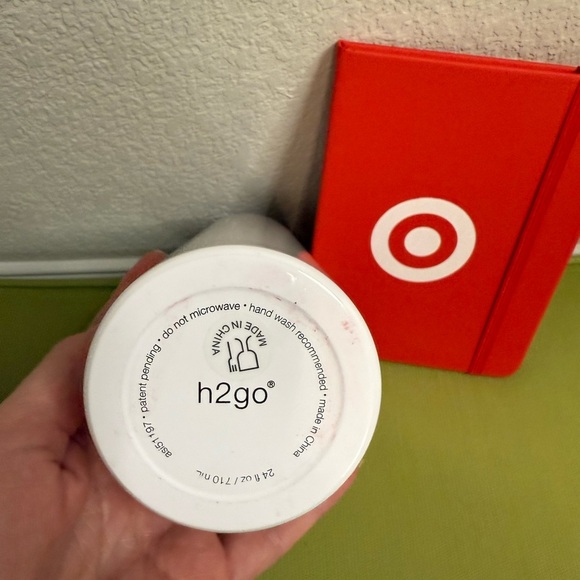 asi51197 • patent pending • do not microwave • hand wash recommended • made in China
MADE IN CHINA
h2go®
24 fl oz / 710 mL